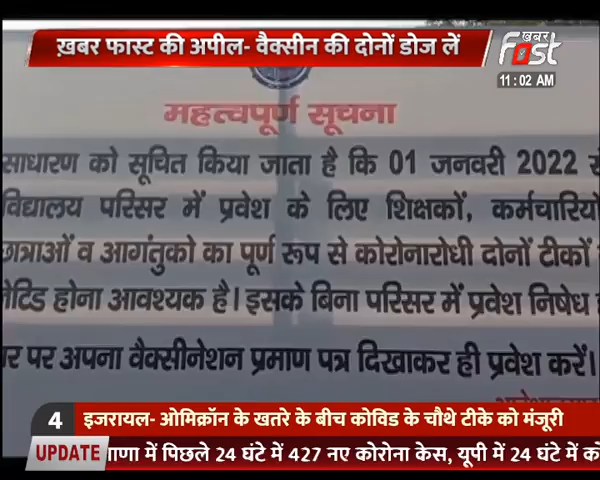 ख़बर फास्ट की अपील- वैक्सीन की दोनों डोज लें
ख़बर
Fast
11:02 AM
महत्वपूर्ण सूचना
साधारण को सूचित किया जाता है कि 01 जनवरी 2022 से
विद्यालय परिसर में प्रवेश के लिए शिक्षकों, कर्मचारियो
छात्राओं व आगंतुको का पूर्ण रूप से कोरोनारोधी दोनों टीकों
नेटिड होना आवश्यक है। इसके बिना परिसर में प्रवेश निषेध
र पर अपना वैक्सीनेशन प्रमाण पत्र दिखाकर ही प्रवेश करें।
4 इजरायल- ओमिक्रॉन के खतरे के बीच कोविड के चौथे टीके को मंजूरी
UPDATE याणा में पिछले 24 घंटे में 427 नए कोरोना केस, यूपी में 24 घंटे में को